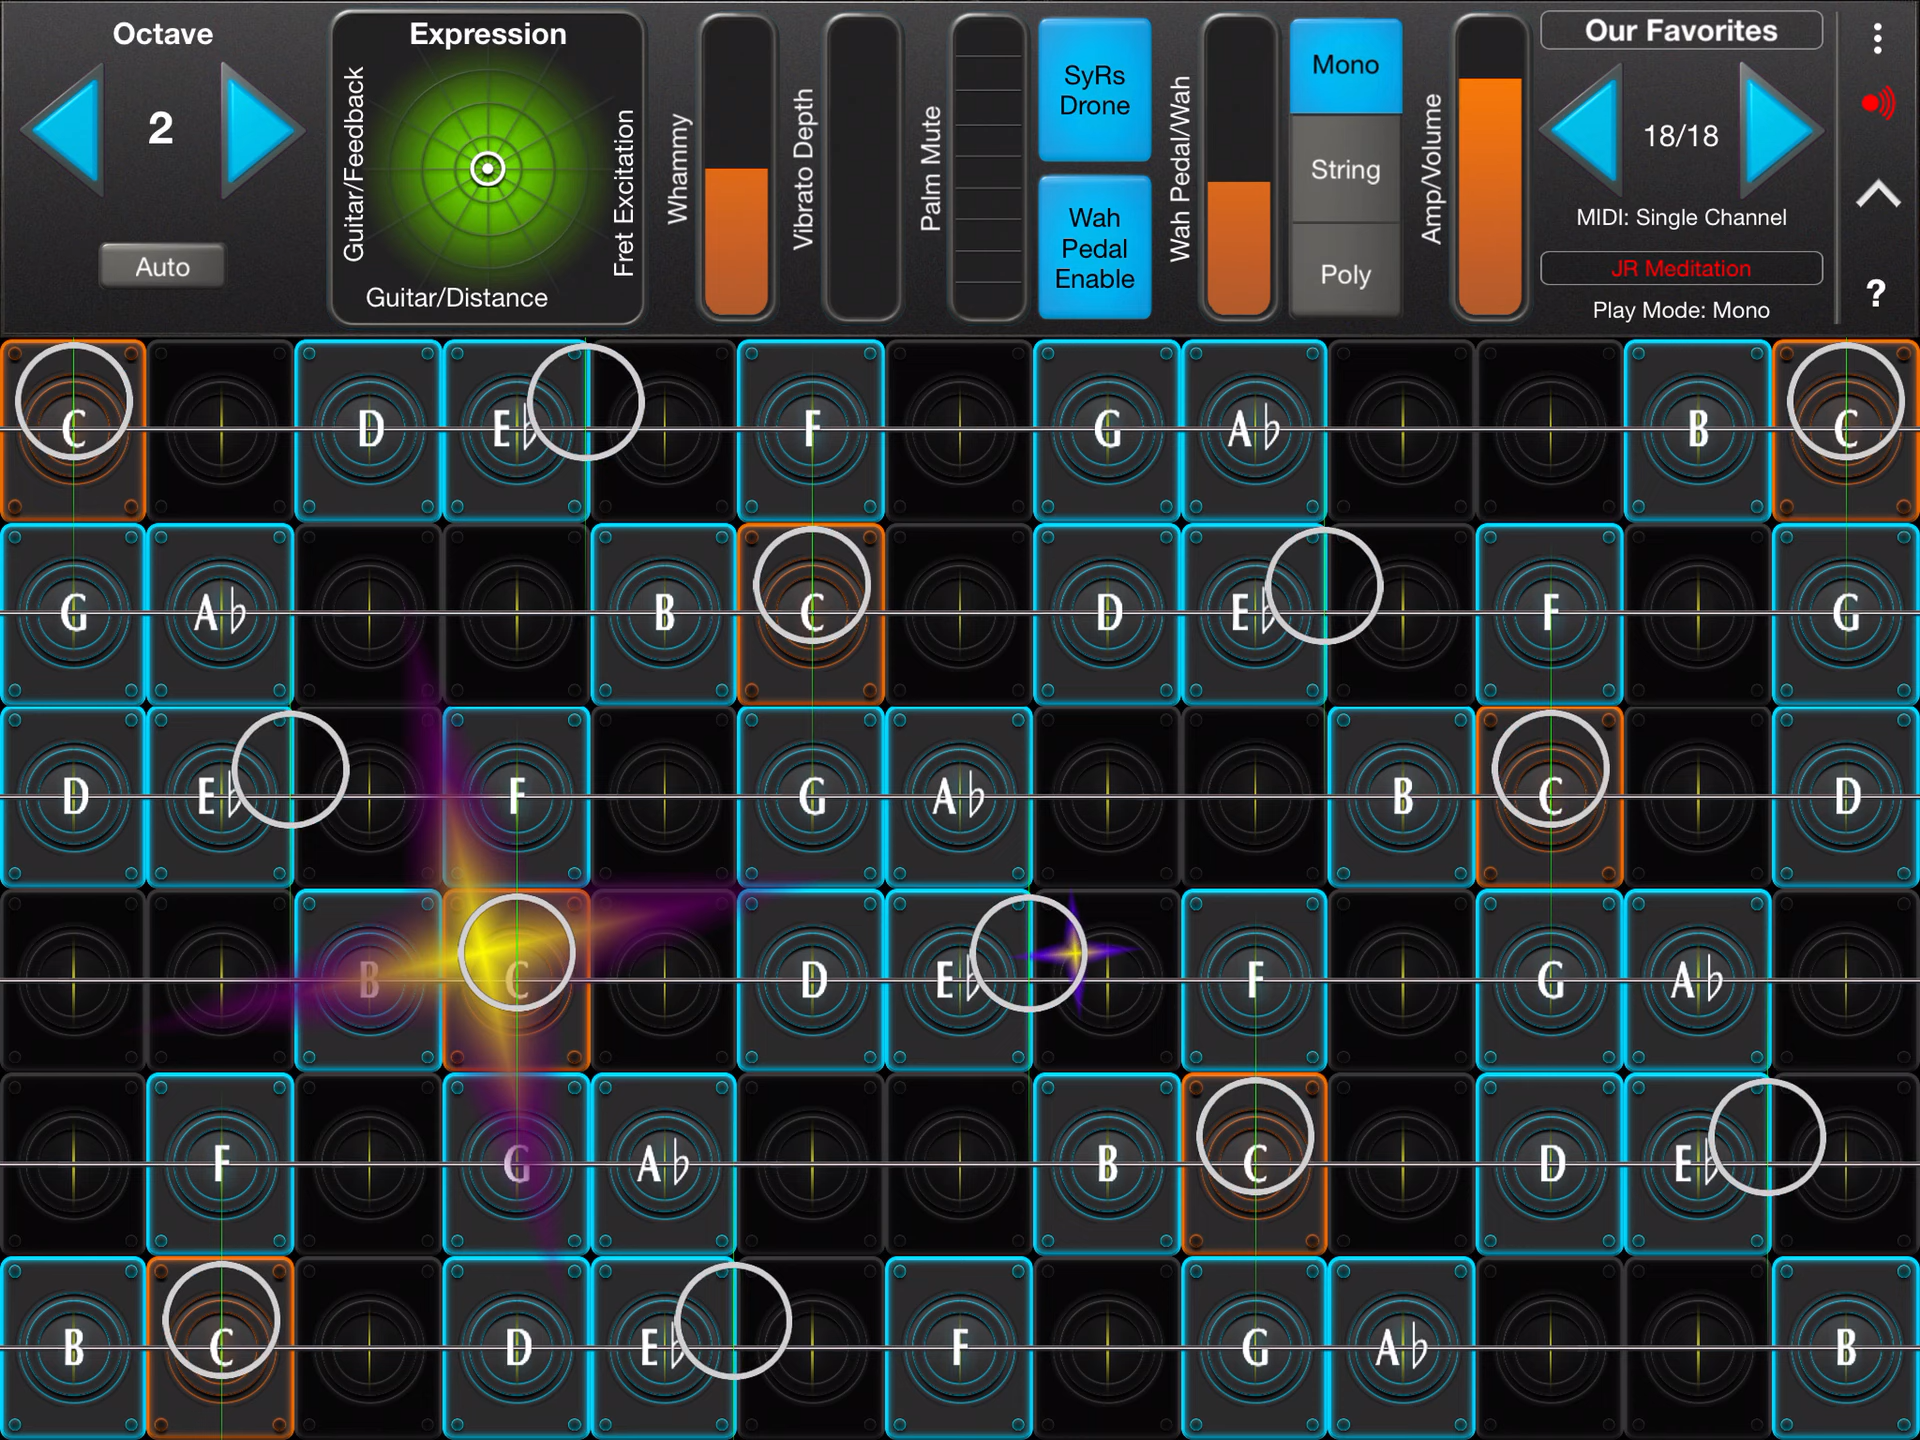 Octave
2
Auto
Expression
Guitar/Feedback
Fret Excitation
Guitar/Distance
Whammy
Vibrato Depth
Palm Mute
SyRs
Drone
Wah
Pedal
Enable
Wah Pedal/Wah
Mono
String
Poly
Amp/Volume
Our Favorites
18/18
MIDI: Single Channel
JR Meditation
Play Mode: Mono
?
C D E♭ F G A♭ B C
G A♭ B C D E♭ F G
D E♭ F G A♭ B C D
B C D E♭ F G A♭
F G A♭ B C D E♭
B C D E♭ F G A♭ B